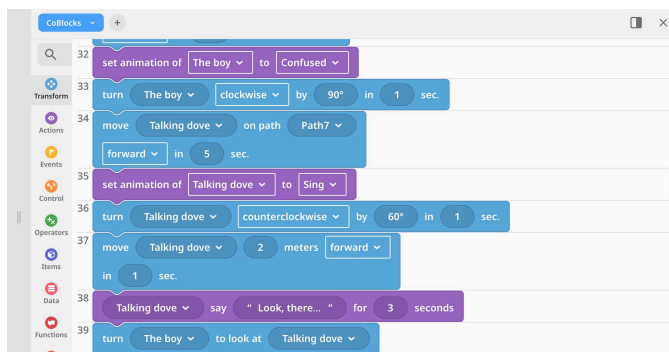 CoBlocks
32 set animation of The boy to Confused
Transform
33 turn The boy clockwise by 90° in 1 sec.
Actions
34 move Talking dove on path Path7
forward in 5 sec.
Events
35 set animation of Talking dove to Sing
Control
36 turn Talking dove counterclockwise by 60° in 1 sec.
Operators
37 move Talking dove 2 meters forward
in 1 sec.
Items
38 Talking dove say " Look, there... " for 3 seconds
Data
39 turn The boy to look at Talking dove
Functions